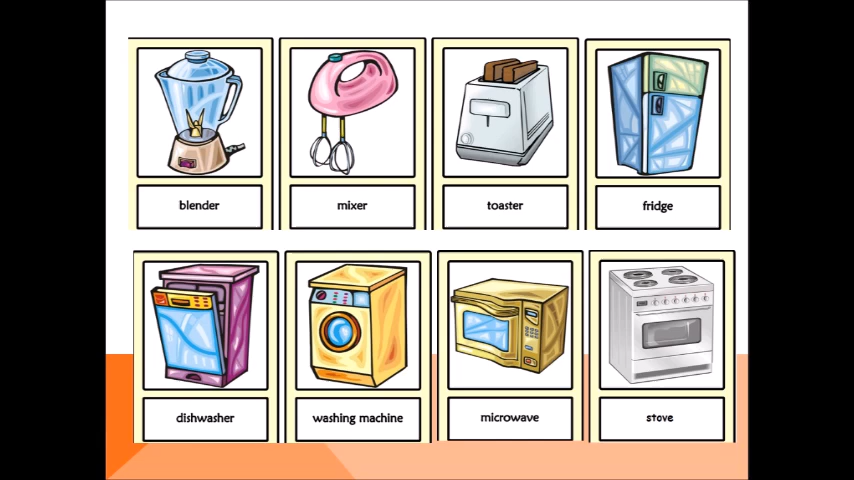 blender
mixer
toaster
fridge
dishwasher
washing machine
microwave
stove